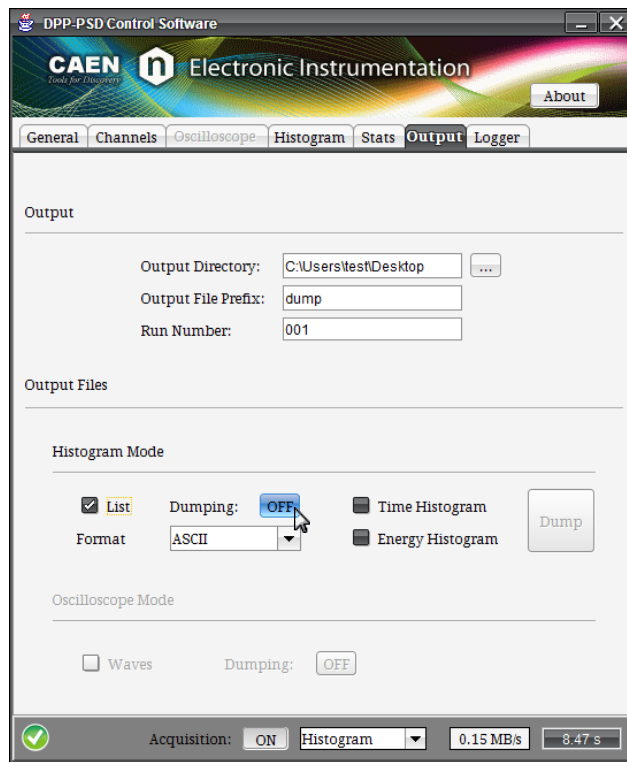 DPP-PSD Control Software
CAEN n Electronic Instrumentation
Tools for Discovery
About
General Channels Oscilloscope Histogram Stats Output Logger
Output
Output Directory: C:\Users\test\Desktop ...
Output File Prefix: dump
Run Number: 001
Output Files
Histogram Mode
List Dumping: OFF Time Histogram
Dump
Format ASCII Energy Histogram
Oscilloscope Mode
Waves Dumping: OFF
Acquisition: ON Histogram 0.15 MB/s 8.47 s